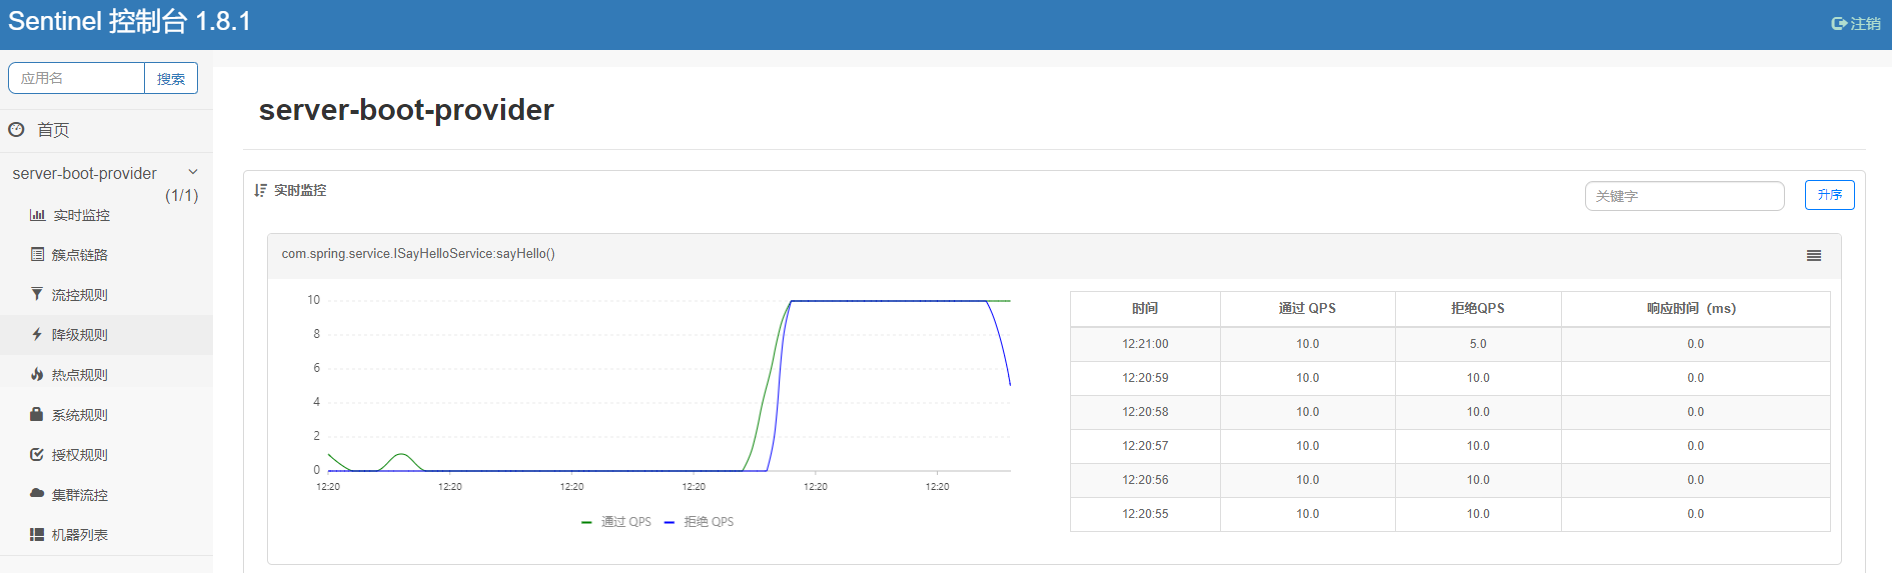 Sentinel 控制台 1.8.1
注销
应用名
搜索
首页
server-boot-provider
(1/1)
实时监控
簇点链路
流控规则
降级规则
热点规则
系统规则
授权规则
集群流控
机器列表
server-boot-provider
实时监控
关键字
升序
com.spring.service.ISayHelloService:sayHello()
10
8
6
4
2
0
12:20 12:20 12:20 12:20 12:20 12:20
通过 QPS 拒绝 QPS
时间 通过 QPS 拒绝QPS 响应时间（ms）
12:21:00 10.0 5.0 0.0
12:20:59 10.0 10.0 0.0
12:20:58 10.0 10.0 0.0
12:20:57 10.0 10.0 0.0
12:20:56 10.0 10.0 0.0
12:20:55 10.0 10.0 0.0